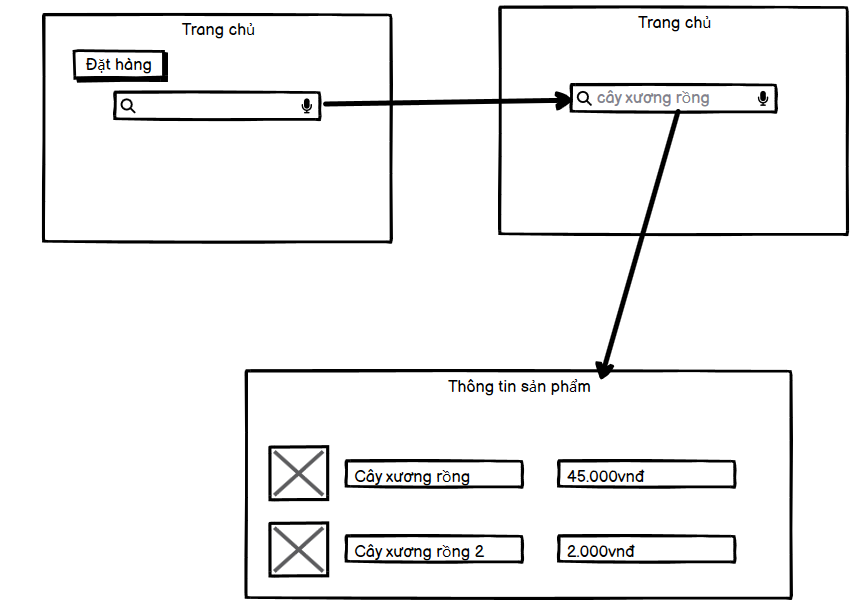 Trang chủ
Đặt hàng
Trang chủ
cây xương rồng
Thông tin sản phẩm
Cây xương rồng
45.000vnđ
Cây xương rồng 2
2.000vnđ